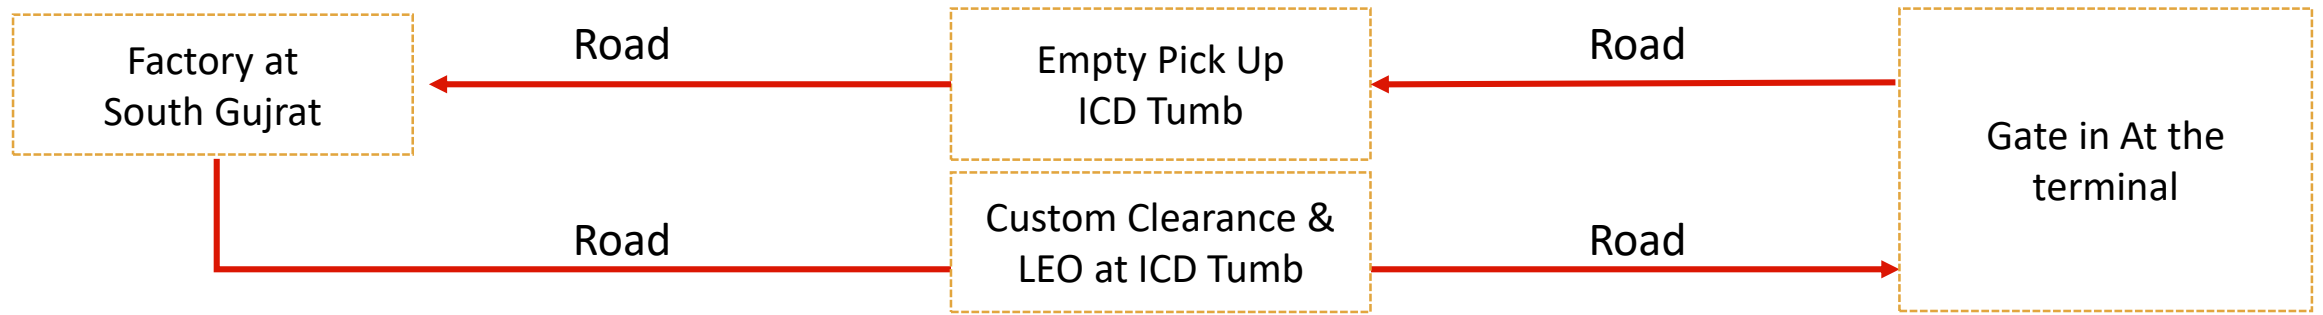 Factory at
South Gujrat
Road
Empty Pick Up
ICD Tumb
Road
Gate in At the
terminal
Road
Custom Clearance &
LEO at ICD Tumb
Road